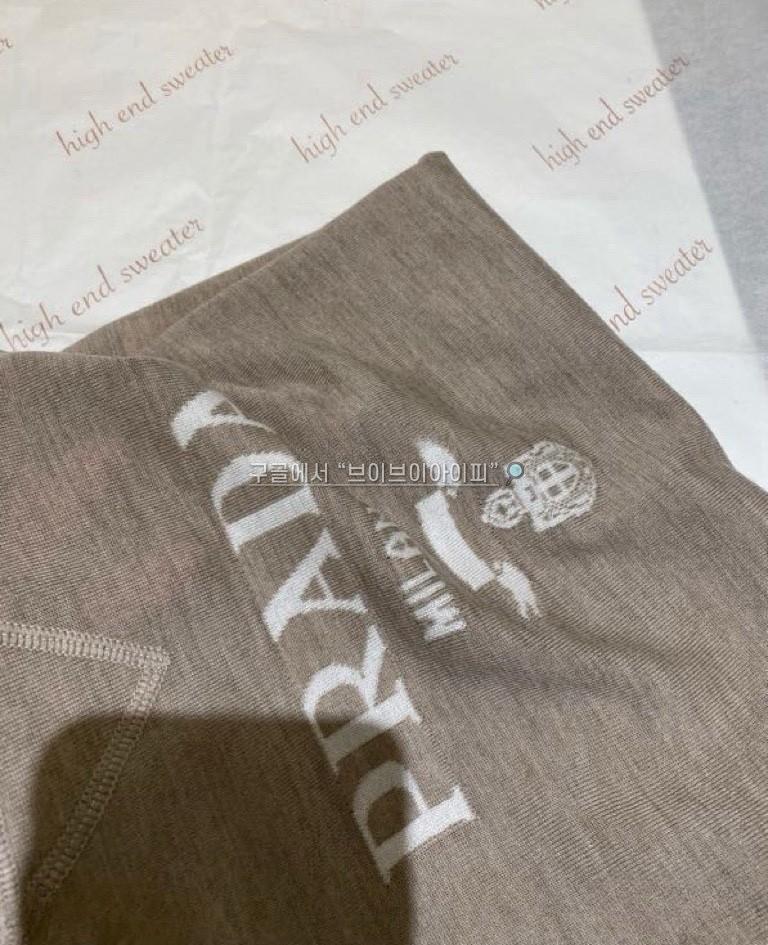 high end sweater
high end sweater
high end sweater
high end sweater
nd sweater
구글에서 “브이브이아이피”
PRADA
MILAN